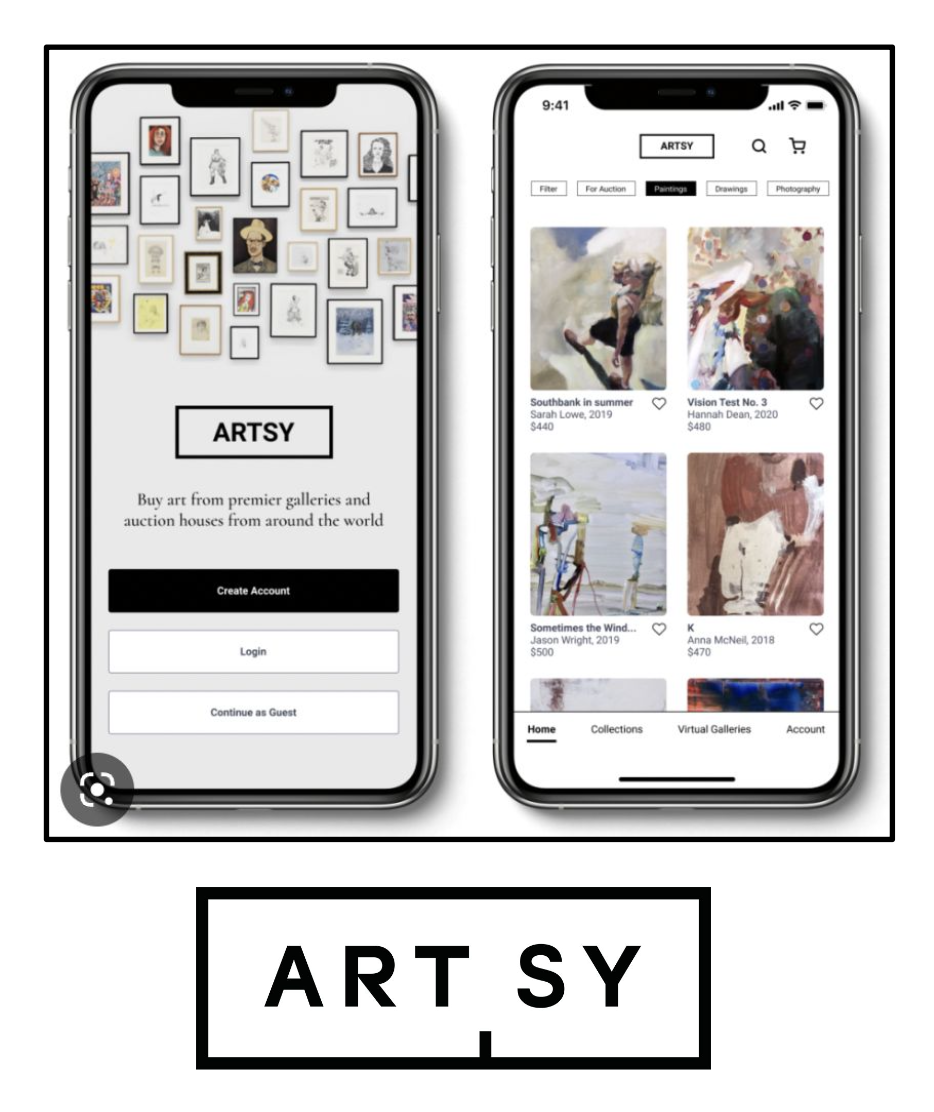 ARTSY
Buy art from premier galleries and
auction houses from around the world
Create Account
Login
Continue as Guest
9:41
ARTSY
Filter
For Auction
Paintings
Drawings
Photography
Southbank in summer
Sarah Lowe, 2019
$440
Vision Test No. 3
Hannah Dean, 2020
$480
Sometimes the Wind...
Jason Wright, 2019
$500
K
Anna McNeil, 2018
$470
Home Collections Virtual Galleries Account
ART SY